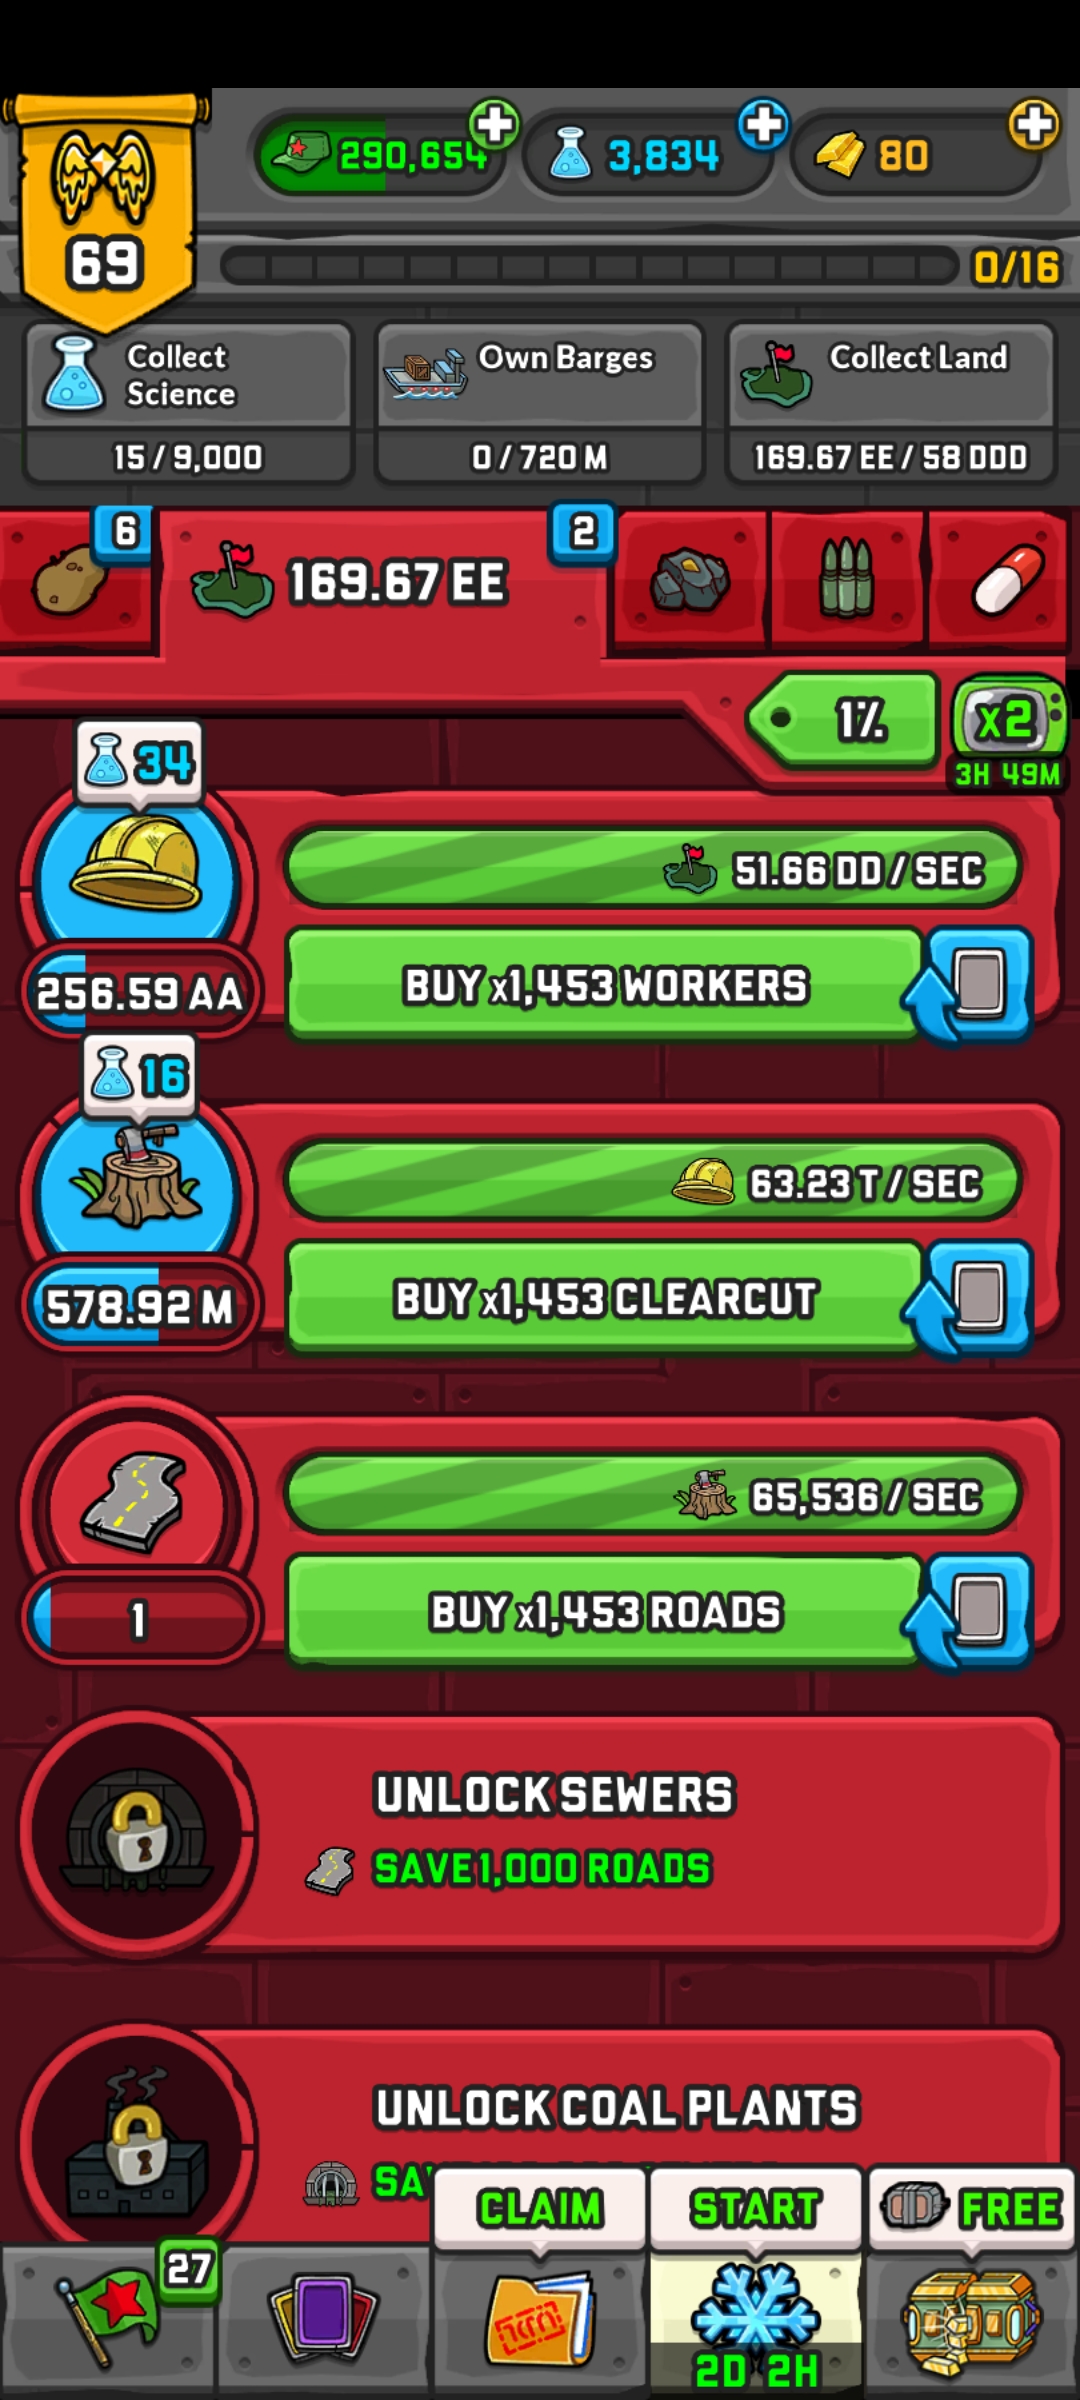 290,654
3,834
80
69
0/16
Collect
Science
15 / 9,000
Own Barges
0 / 720 M
Collect Land
169.67 EE / 58 DDD
6
169.67 EE
2
1%
x2
3H 49M
34
51.66 DD / SEC
256.59 AA
BUY x1,453 WORKERS
16
63.23 T / SEC
578.92 M
BUY x1,453 CLEARCUT
65,536 / SEC
1
BUY x1,453 ROADS
UNLOCK SEWERS
SAVE 1,000 ROADS
UNLOCK COAL PLANTS
CLAIM
START
FREE
27
2D 2H